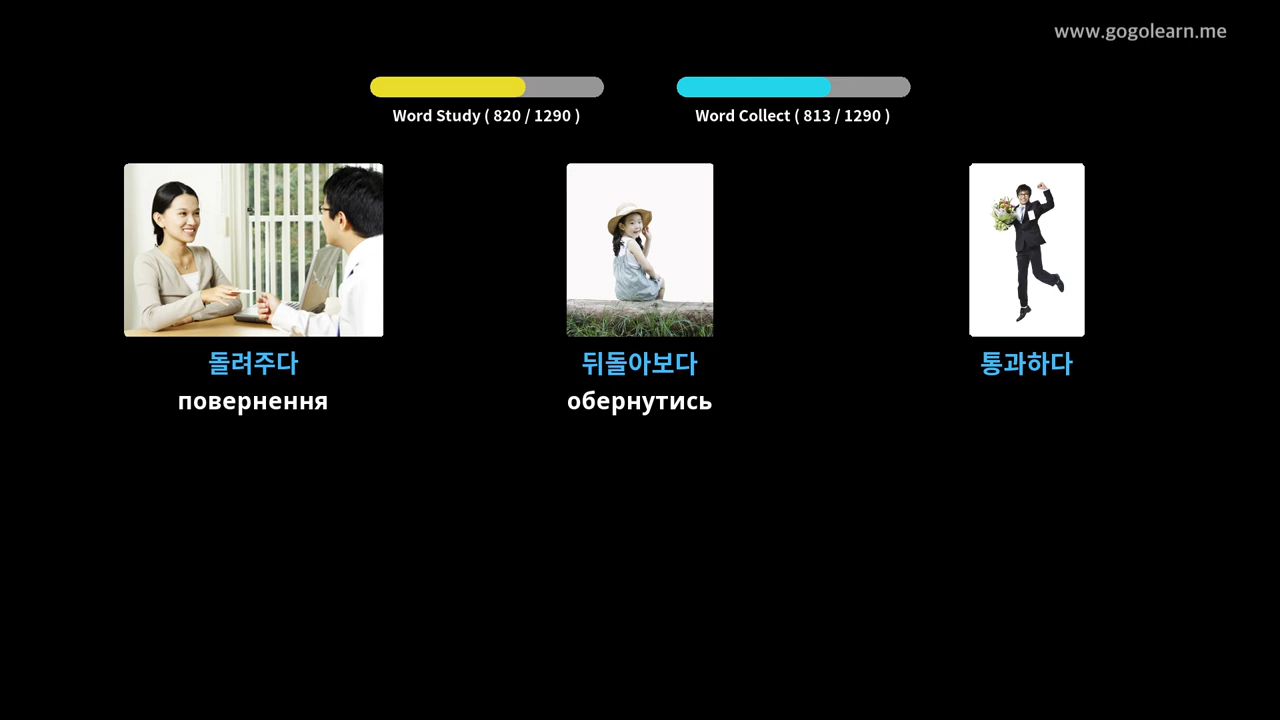 www.gogolearn.me
Word Study ( 820 / 1290 )
Word Collect ( 813 / 1290 )
돌려주다
повернення
뒤돌아보다
обернутись
통과하다